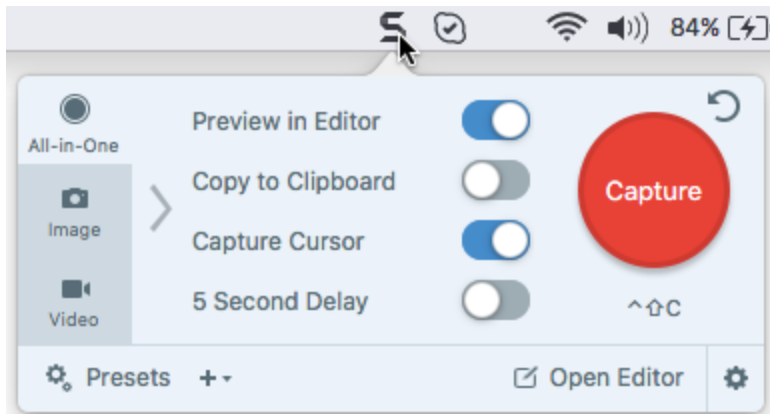 84%
All-in-One
Image
Video
Preview in Editor
Copy to Clipboard
Capture Cursor
5 Second Delay
Capture
^⇧C
Presets
+
Open Editor